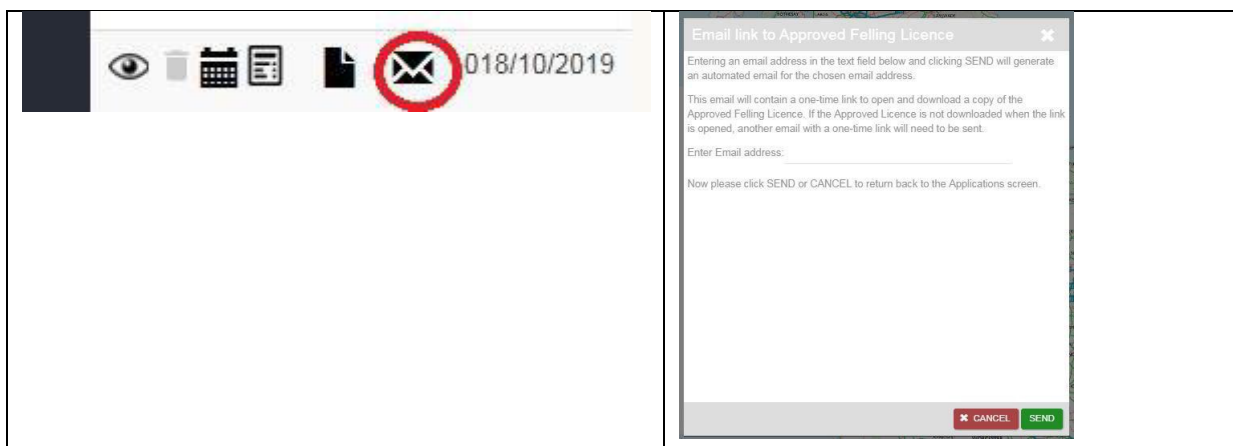 018/10/2019
Email link to Approved Felling Licence
Entering an email address in the text field below and clicking SEND will generate
an automated email for the chosen email address.
This email will contain a one-time link to open and download a copy of the
Approved Felling Licence. If the Approved Licence is not downloaded when the link
is opened, another email with a one-time link will need to be sent.
Enter Email address:
Now please click SEND or CANCEL to return back to the Applications screen.
CANCEL SEND